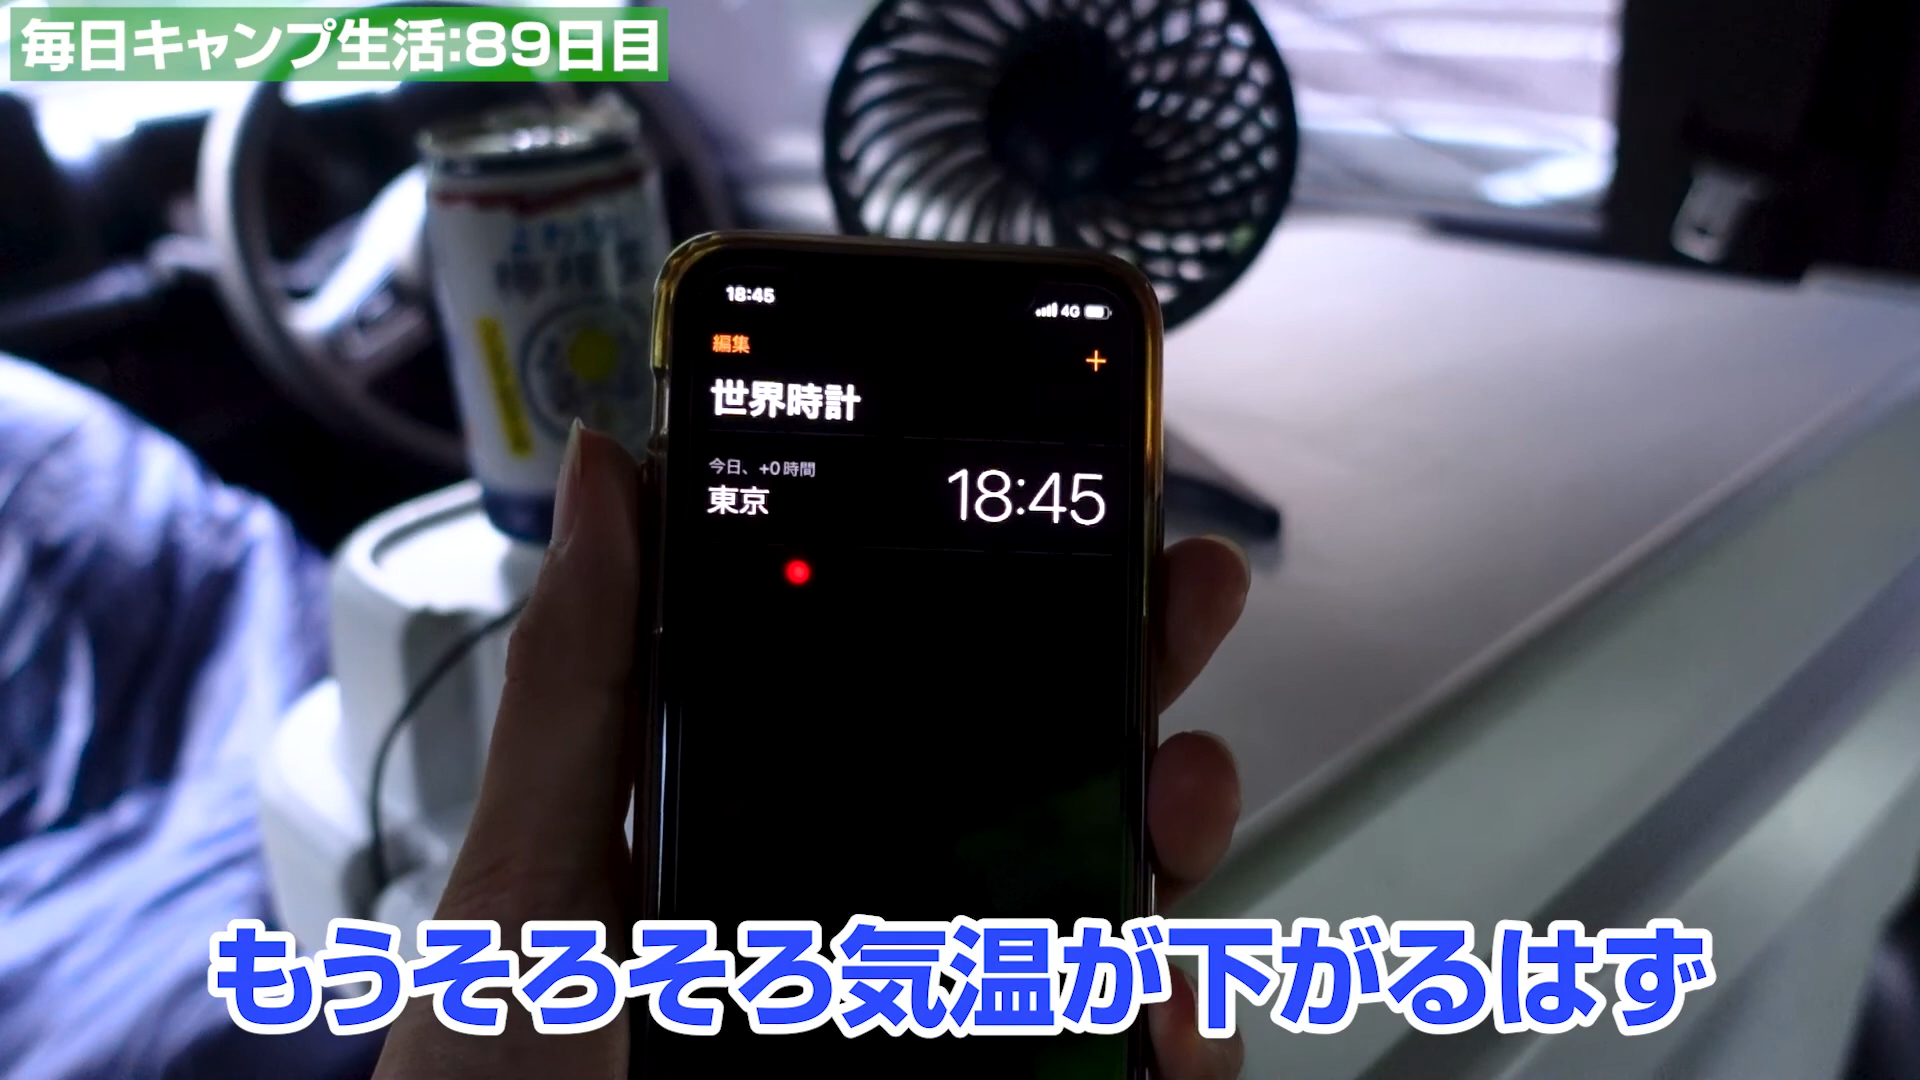 毎日キャンプ生活:89日目
18:45
4G
編集
+
世界時計
今日、+0時間
東京
18:45
もうそろそろ気温が下がるはず